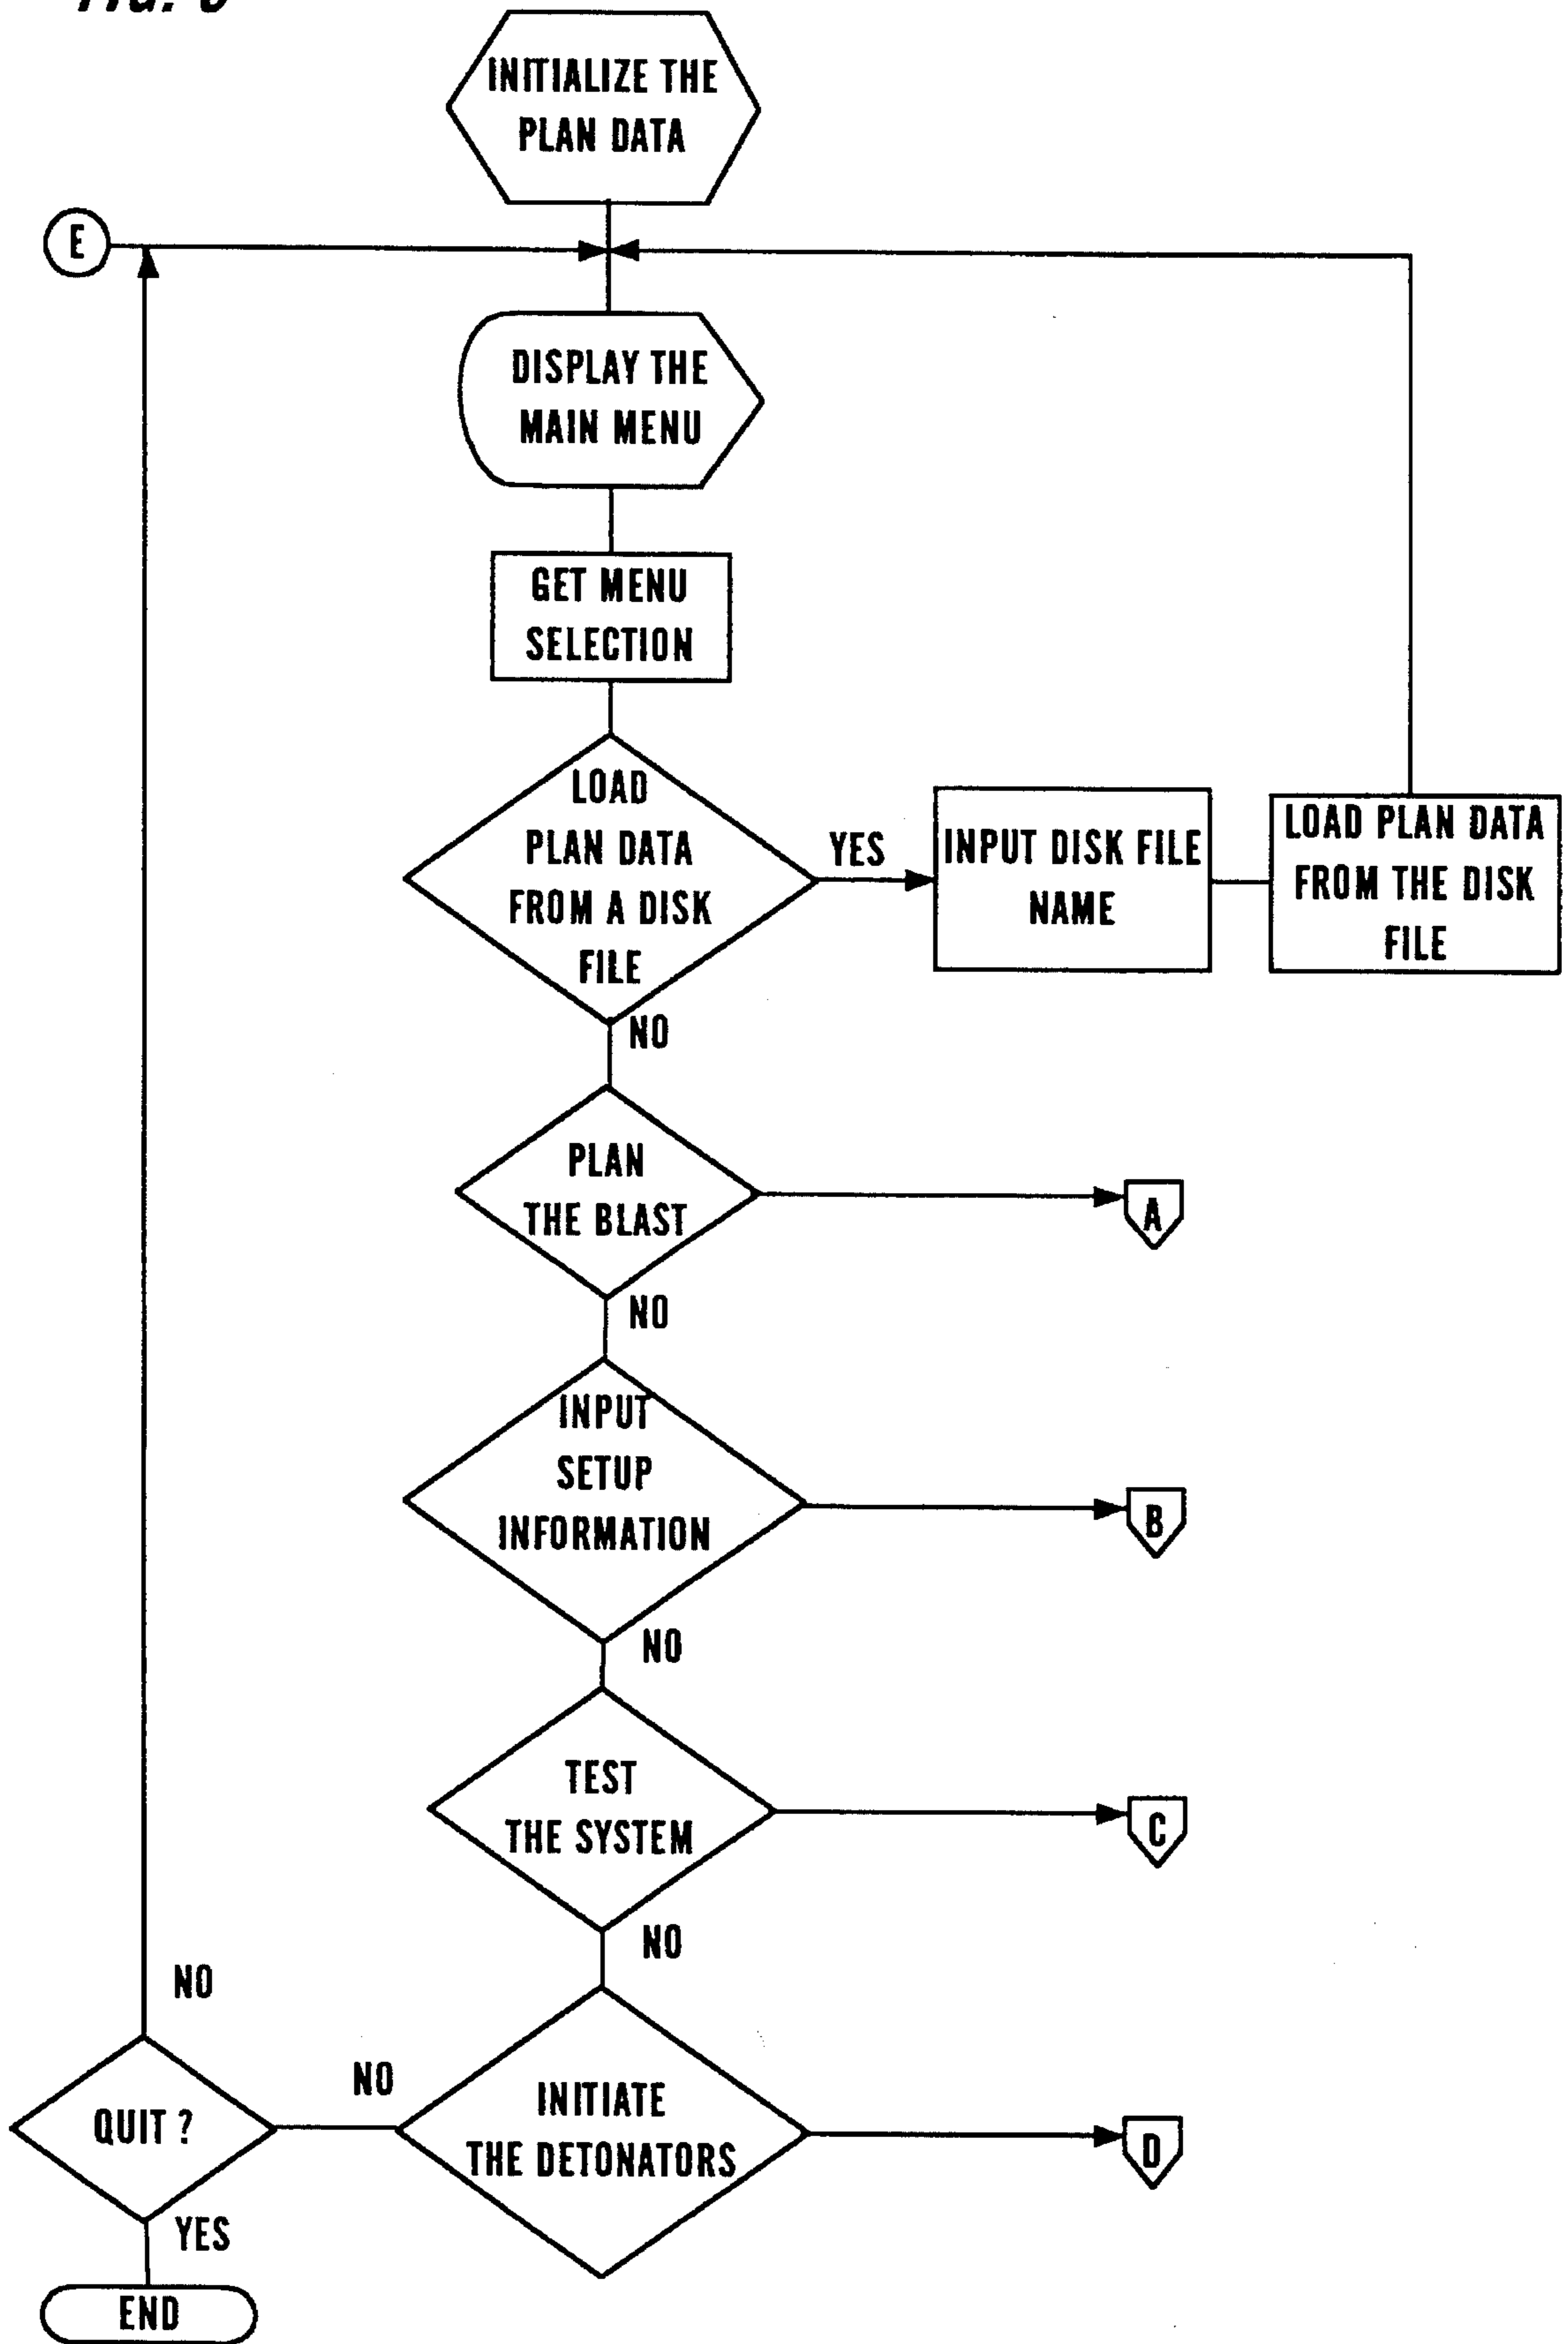 INITIALIZE THE
PLAN DATA
E
DISPLAY THE
MAIN MENU
GET MENU
SELECTION
LOAD
PLAN DATA
FROM A DISK
FILE
YES
INPUT DISK FILE
NAME
LOAD PLAN DATA
FROM THE DISK
FILE
NO
PLAN
THE BLAST
A
NO
INPUT
SETUP
INFORMATION
B
NO
TEST
THE SYSTEM
C
NO
INITIATE
THE DETONATORS
D
NO
QUIT ?
NO
YES
END